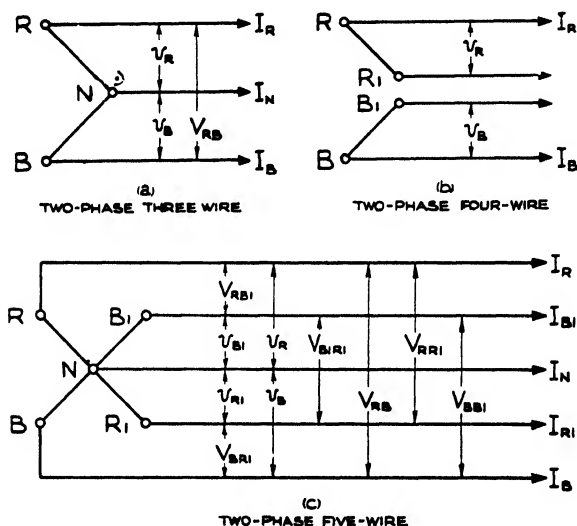 R I_R
v_R
N I_N
v_B V_RB
B I_B
(a)
TWO-PHASE THREE WIRE
R I_R
v_R
R1
B1
v_B
B I_B
(b)
TWO-PHASE FOUR-WIRE
I_R
V_RB1
R B1 I_B1
v_B1 v_R V_B1R1 V_RR1
N I_N
v_R1 v_B V_RB V_BB1
B R1 I_R1
V_BR1
I_B
(c)
TWO-PHASE FIVE-WIRE